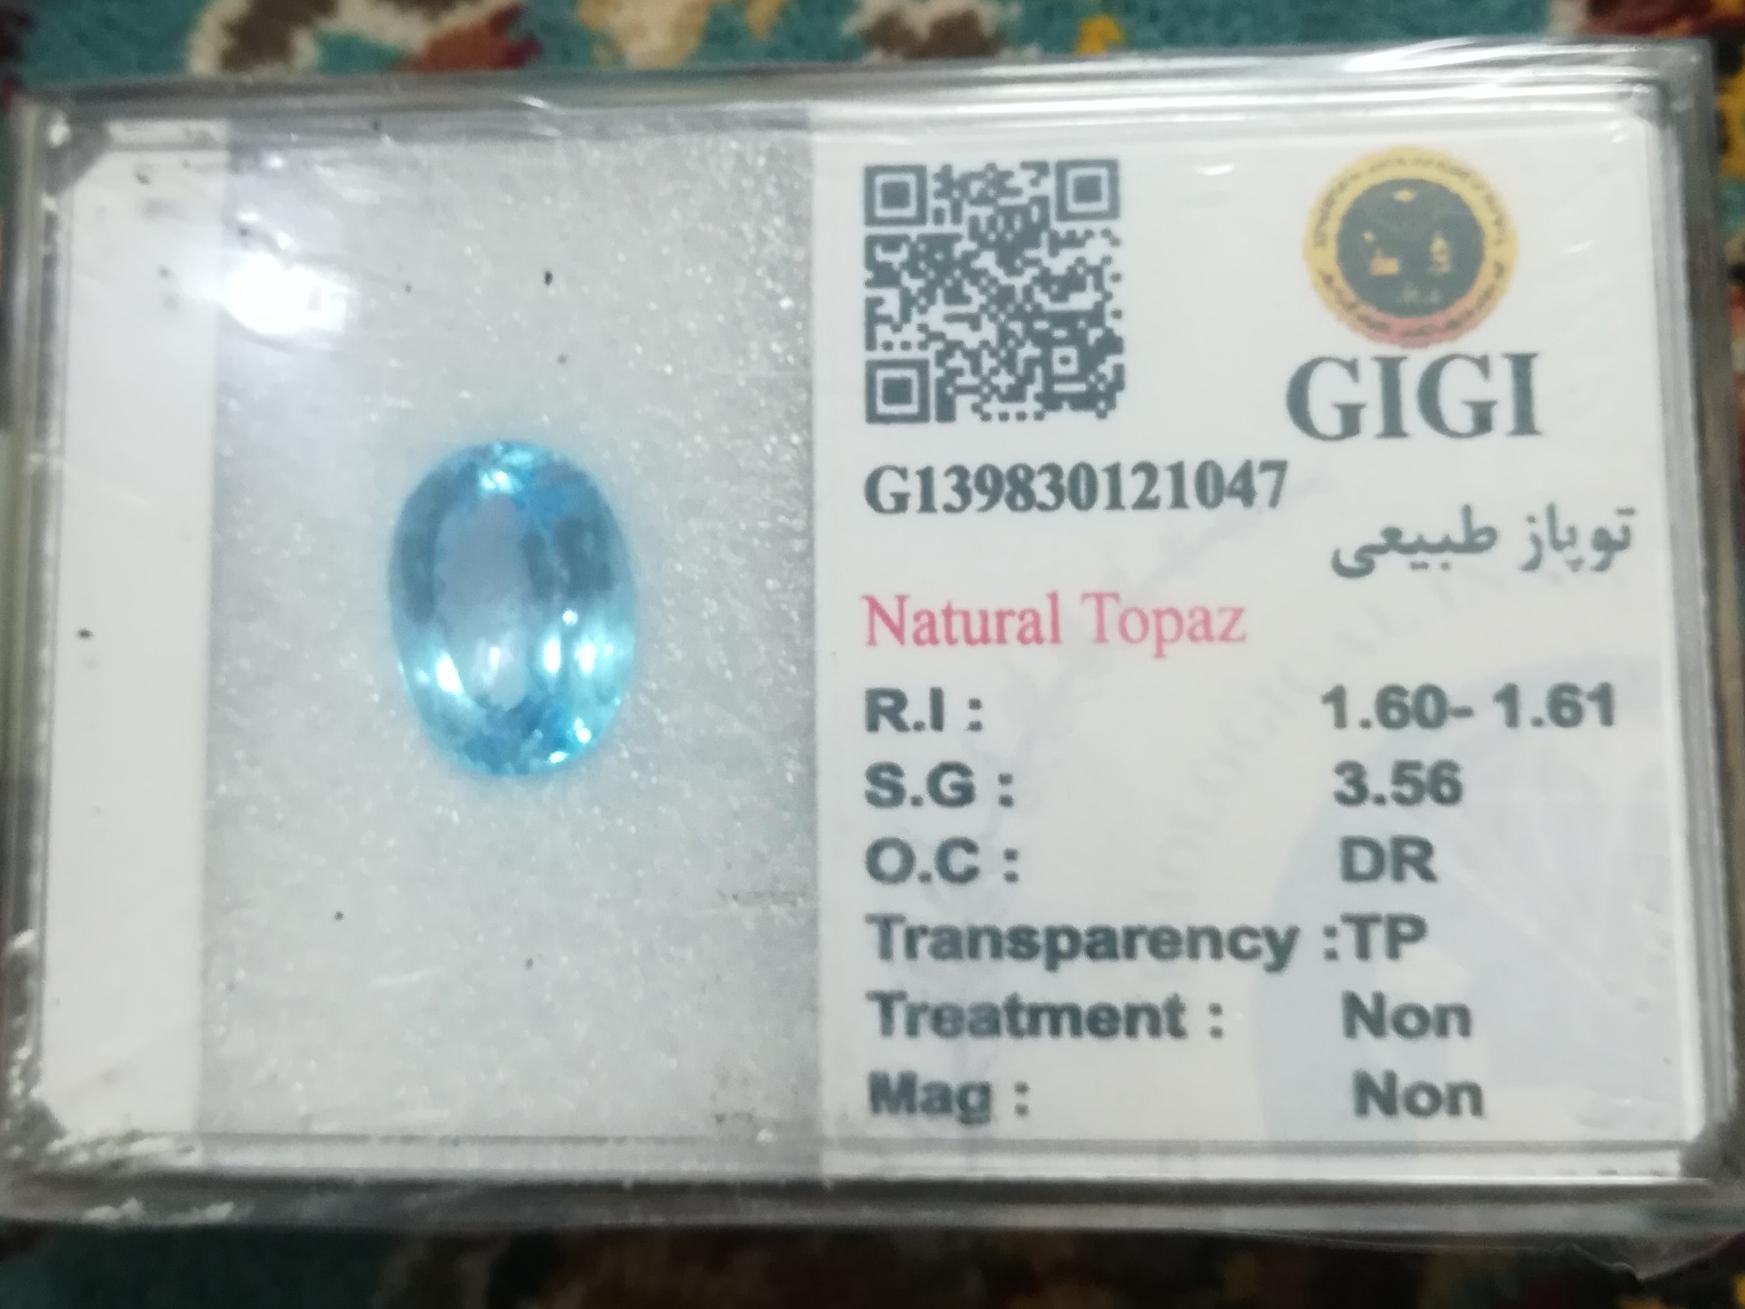 GIGI
G139830121047
توپاز طبیعی
Natural Topaz
R.I : 1.60- 1.61
S.G : 3.56
O.C : DR
Transparency :TP
Treatment : Non
Mag : Non